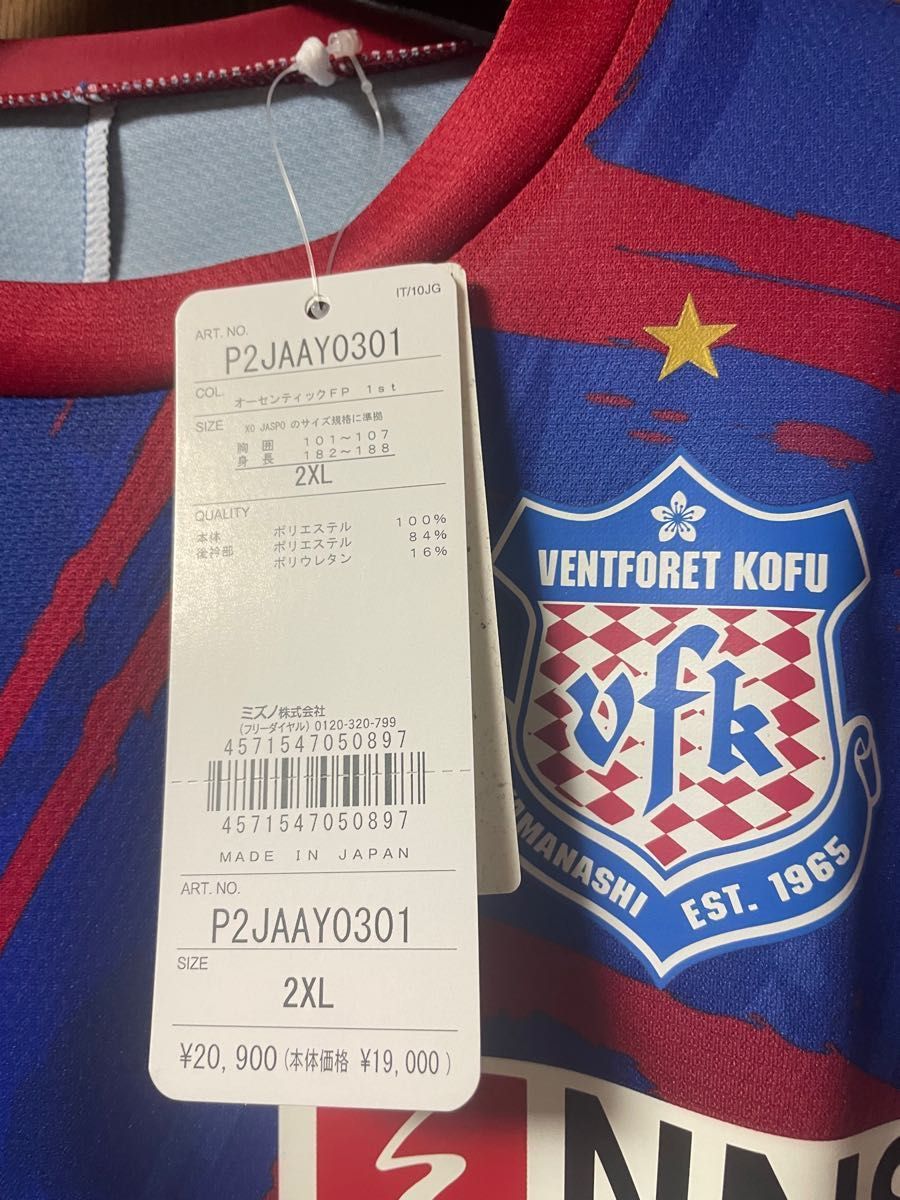 IT/10JG
ART. NO.
P2JAAY0301
COL.
オーセンティックFP 1st
SIZE
XO JASPO のサイズ規格に準拠
胸囲 101〜107
身長 182〜188
2XL
QUALITY
本体 ポリエステル 100%
後衿部 ポリエステル 84%
ポリウレタン 16%
ミズノ株式会社
(フリーダイヤル) 0120-320-799
4571547050897
4571547050897
MADE IN JAPAN
ART. NO.
P2JAAY0301
SIZE
2XL
¥20,900 (本体価格 ¥19,000)
VENTFORET KOFU
vfk
AMANASHI EST. 1965
NNS